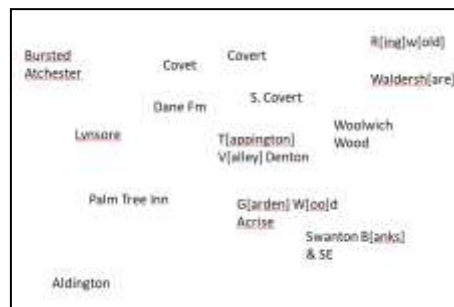 R[ing]w[old]
Covert
Bursted
Atchester
Covet
Waldersh[are]
S. Covert
Dane Fm
Woolwich
Wood
Lynsore
T[appington]
V[alley] Denton
Palm Tree Inn
G[arden] W[oo]d
Acrise
Swanton B[anks]
& SE
Aldington